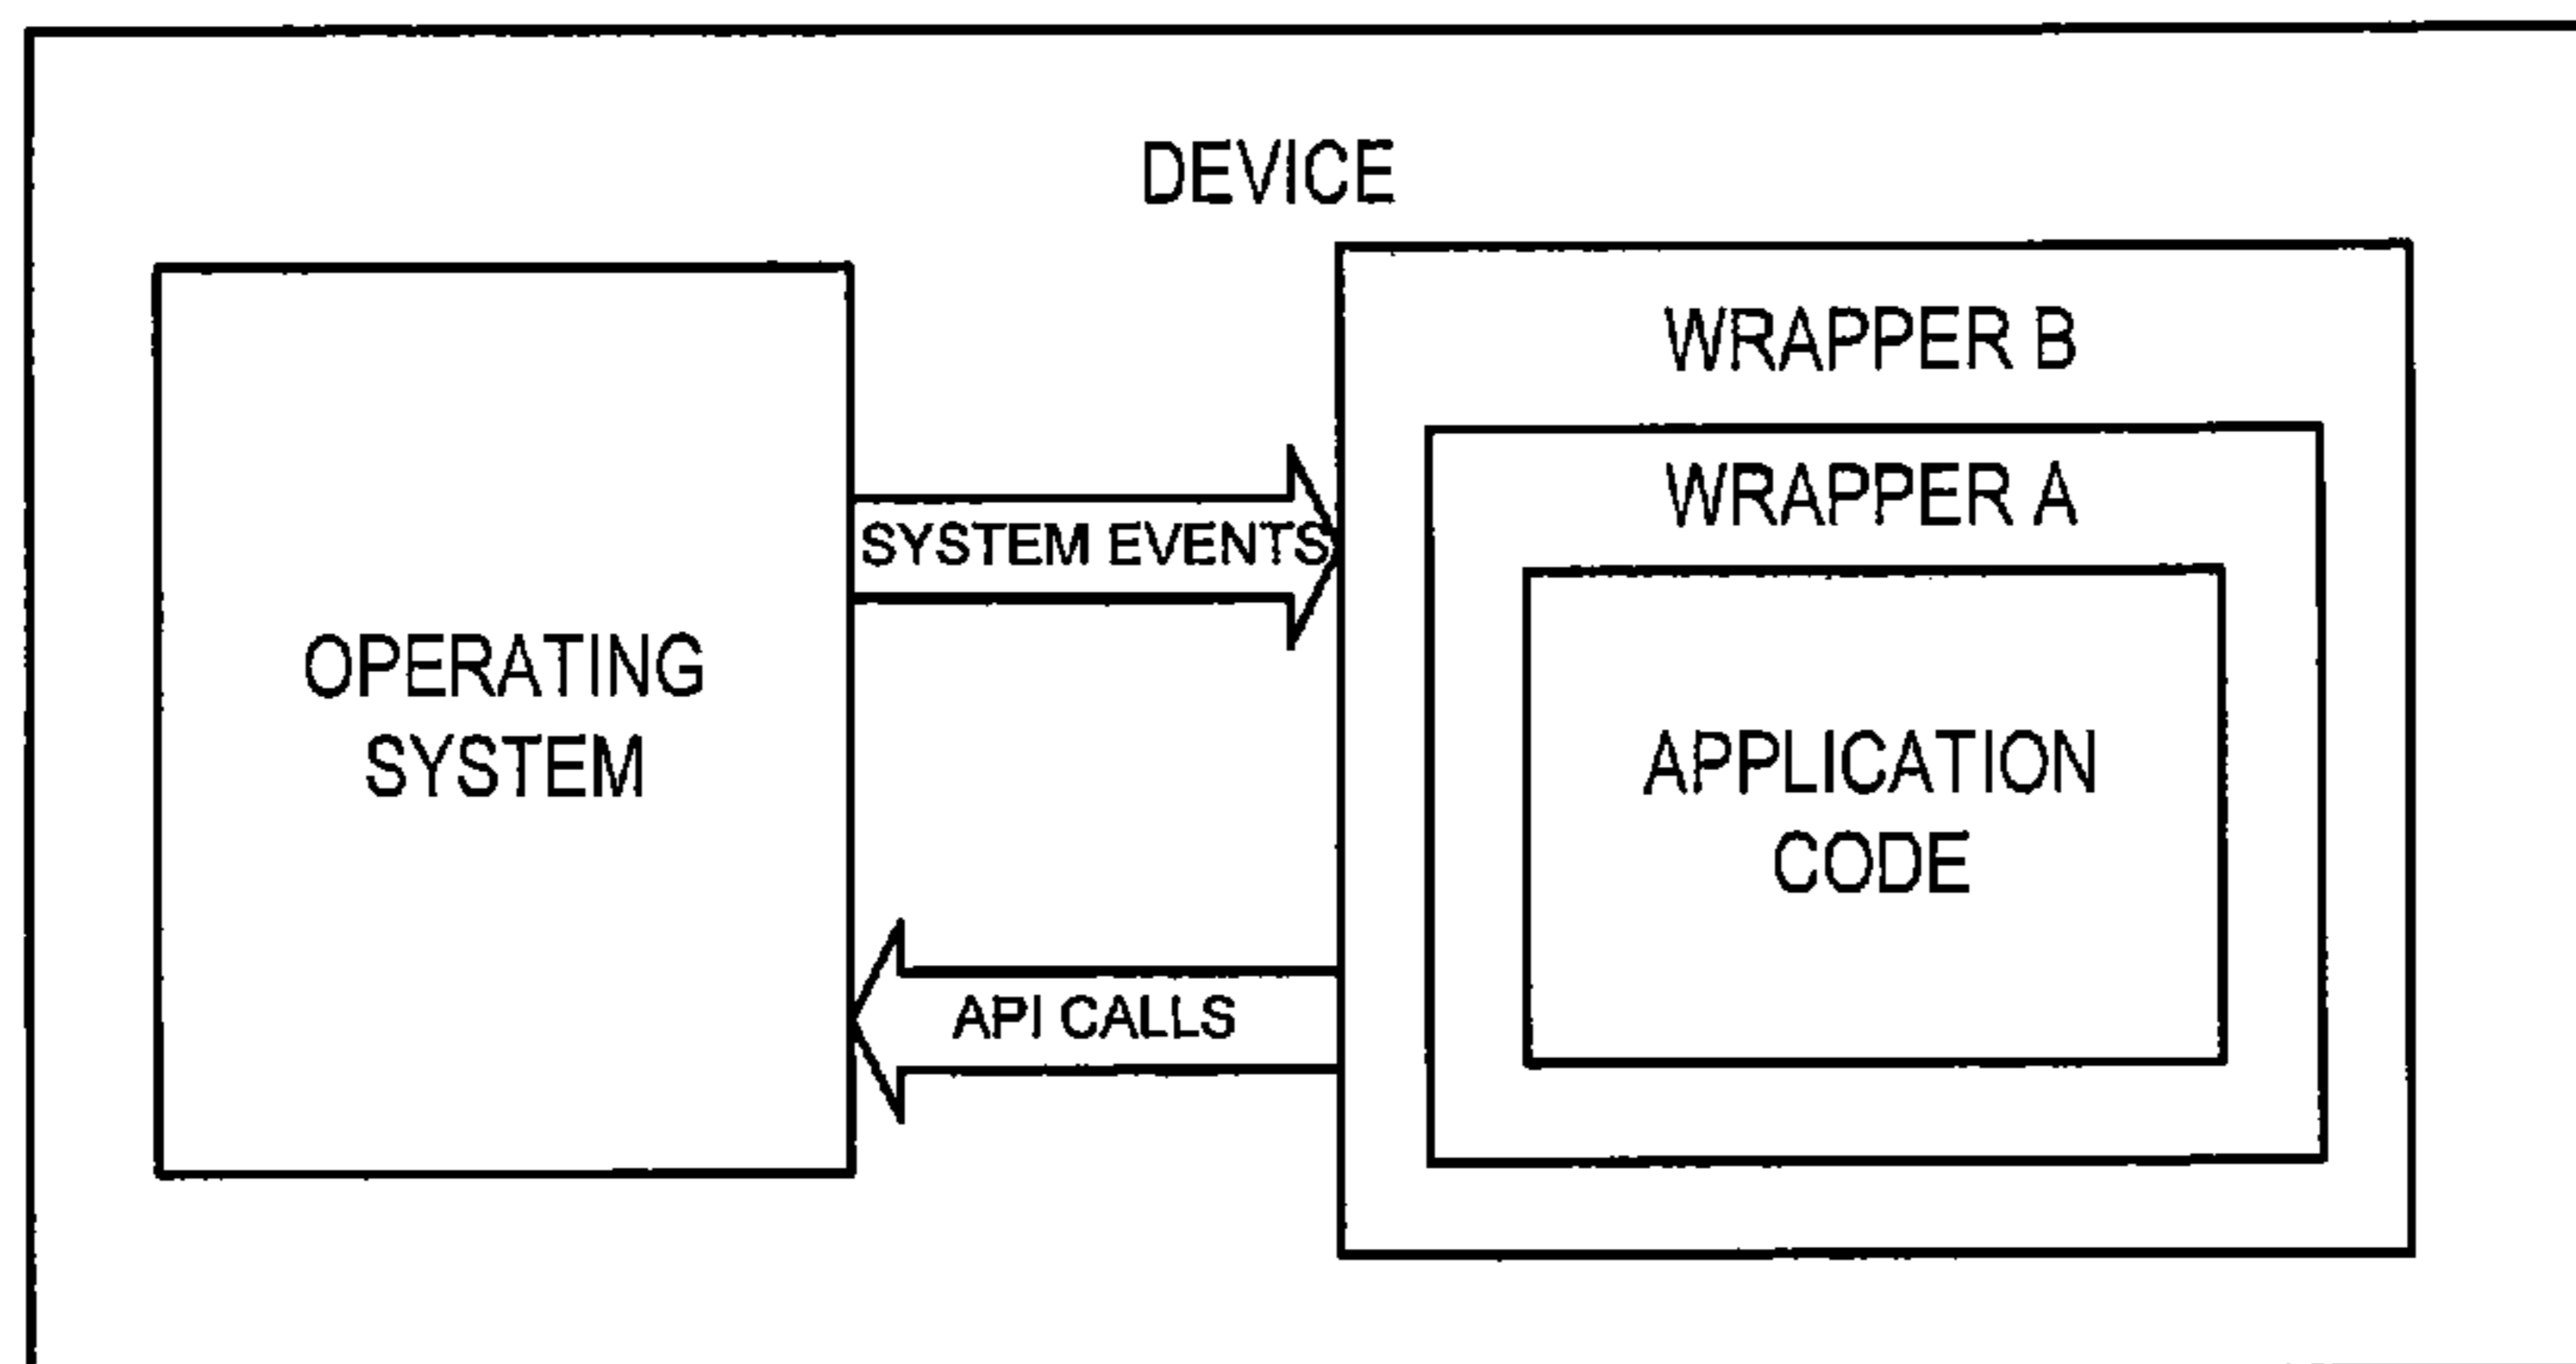 DEVICE
WRAPPER B
WRAPPER A
SYSTEM EVENTS
OPERATING
SYSTEM
APPLICATION
CODE
API CALLS